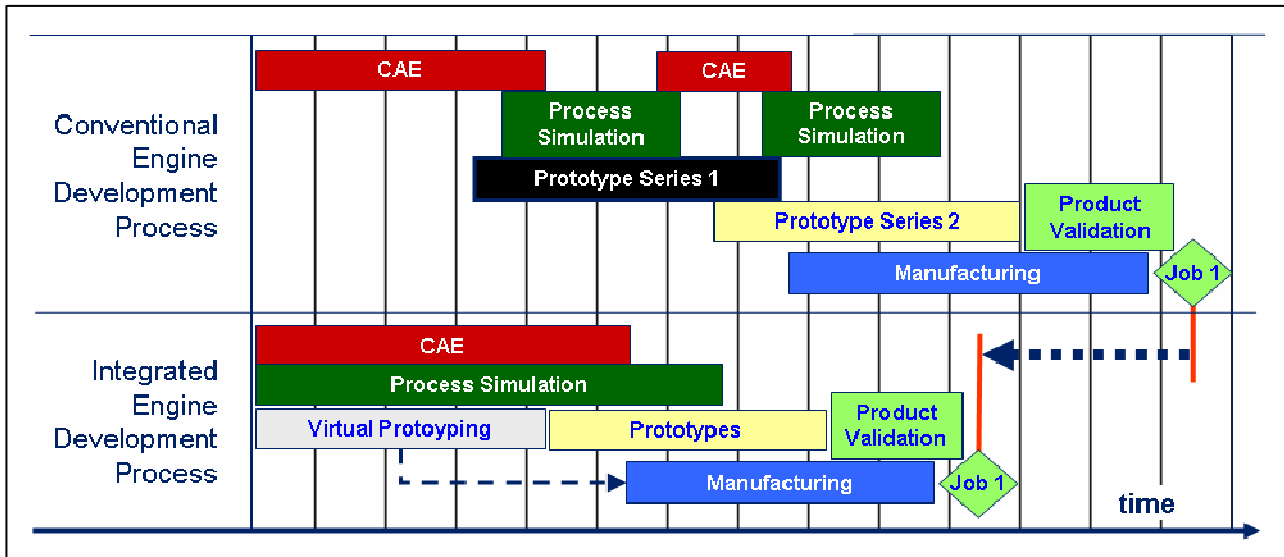 CAE
CAE
Process
Simulation
Process
Simulation
Conventional
Engine
Development
Process
Prototype Series 1
Prototype Series 2
Product
Validation
Manufacturing
Job 1
CAE
Process Simulation
Integrated
Engine
Development
Process
Virtual Protoyping
Prototypes
Product
Validation
Manufacturing
Job 1
time